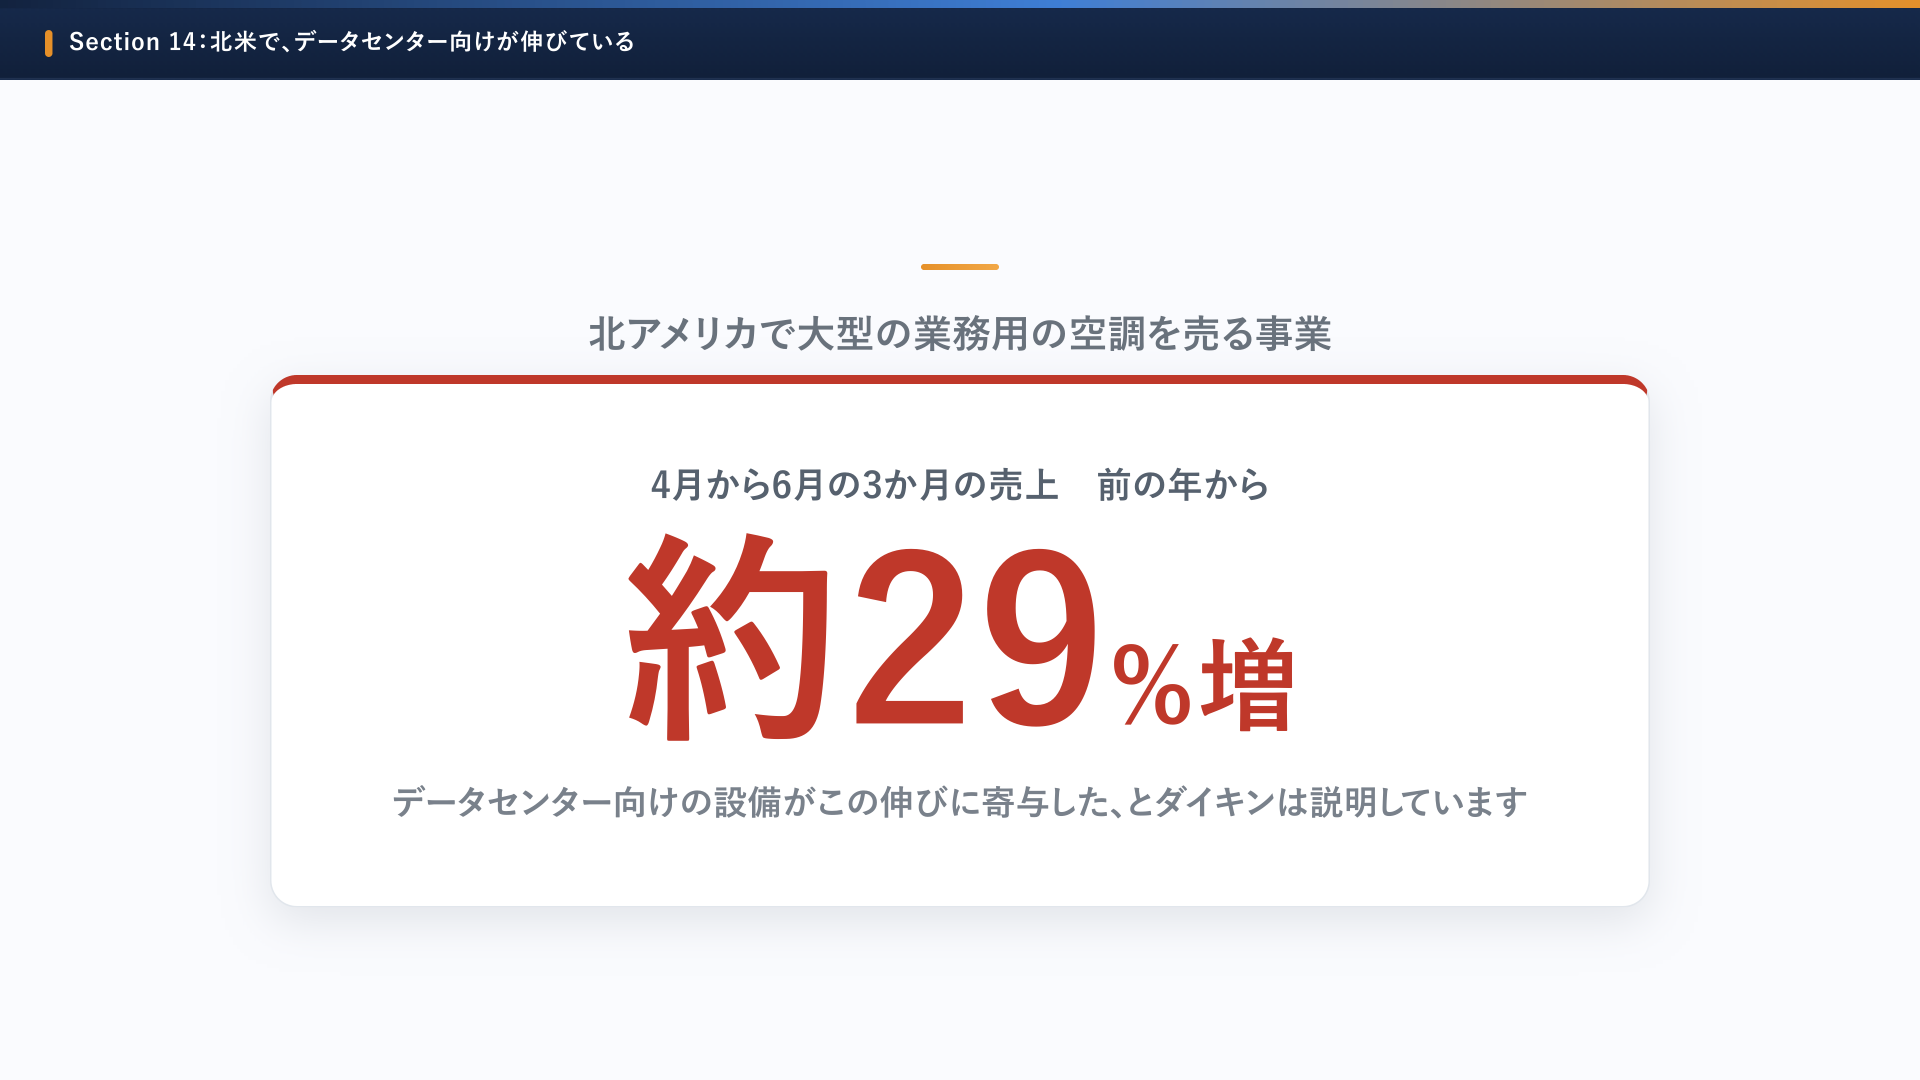 Section 14：北米で、データセンター向けが伸びている
北アメリカで大型の業務用の空調を売る事業
4月から6月の3か月の売上　前の年から
約29%増
データセンター向けの設備がこの伸びに寄与した、とダイキンは説明しています